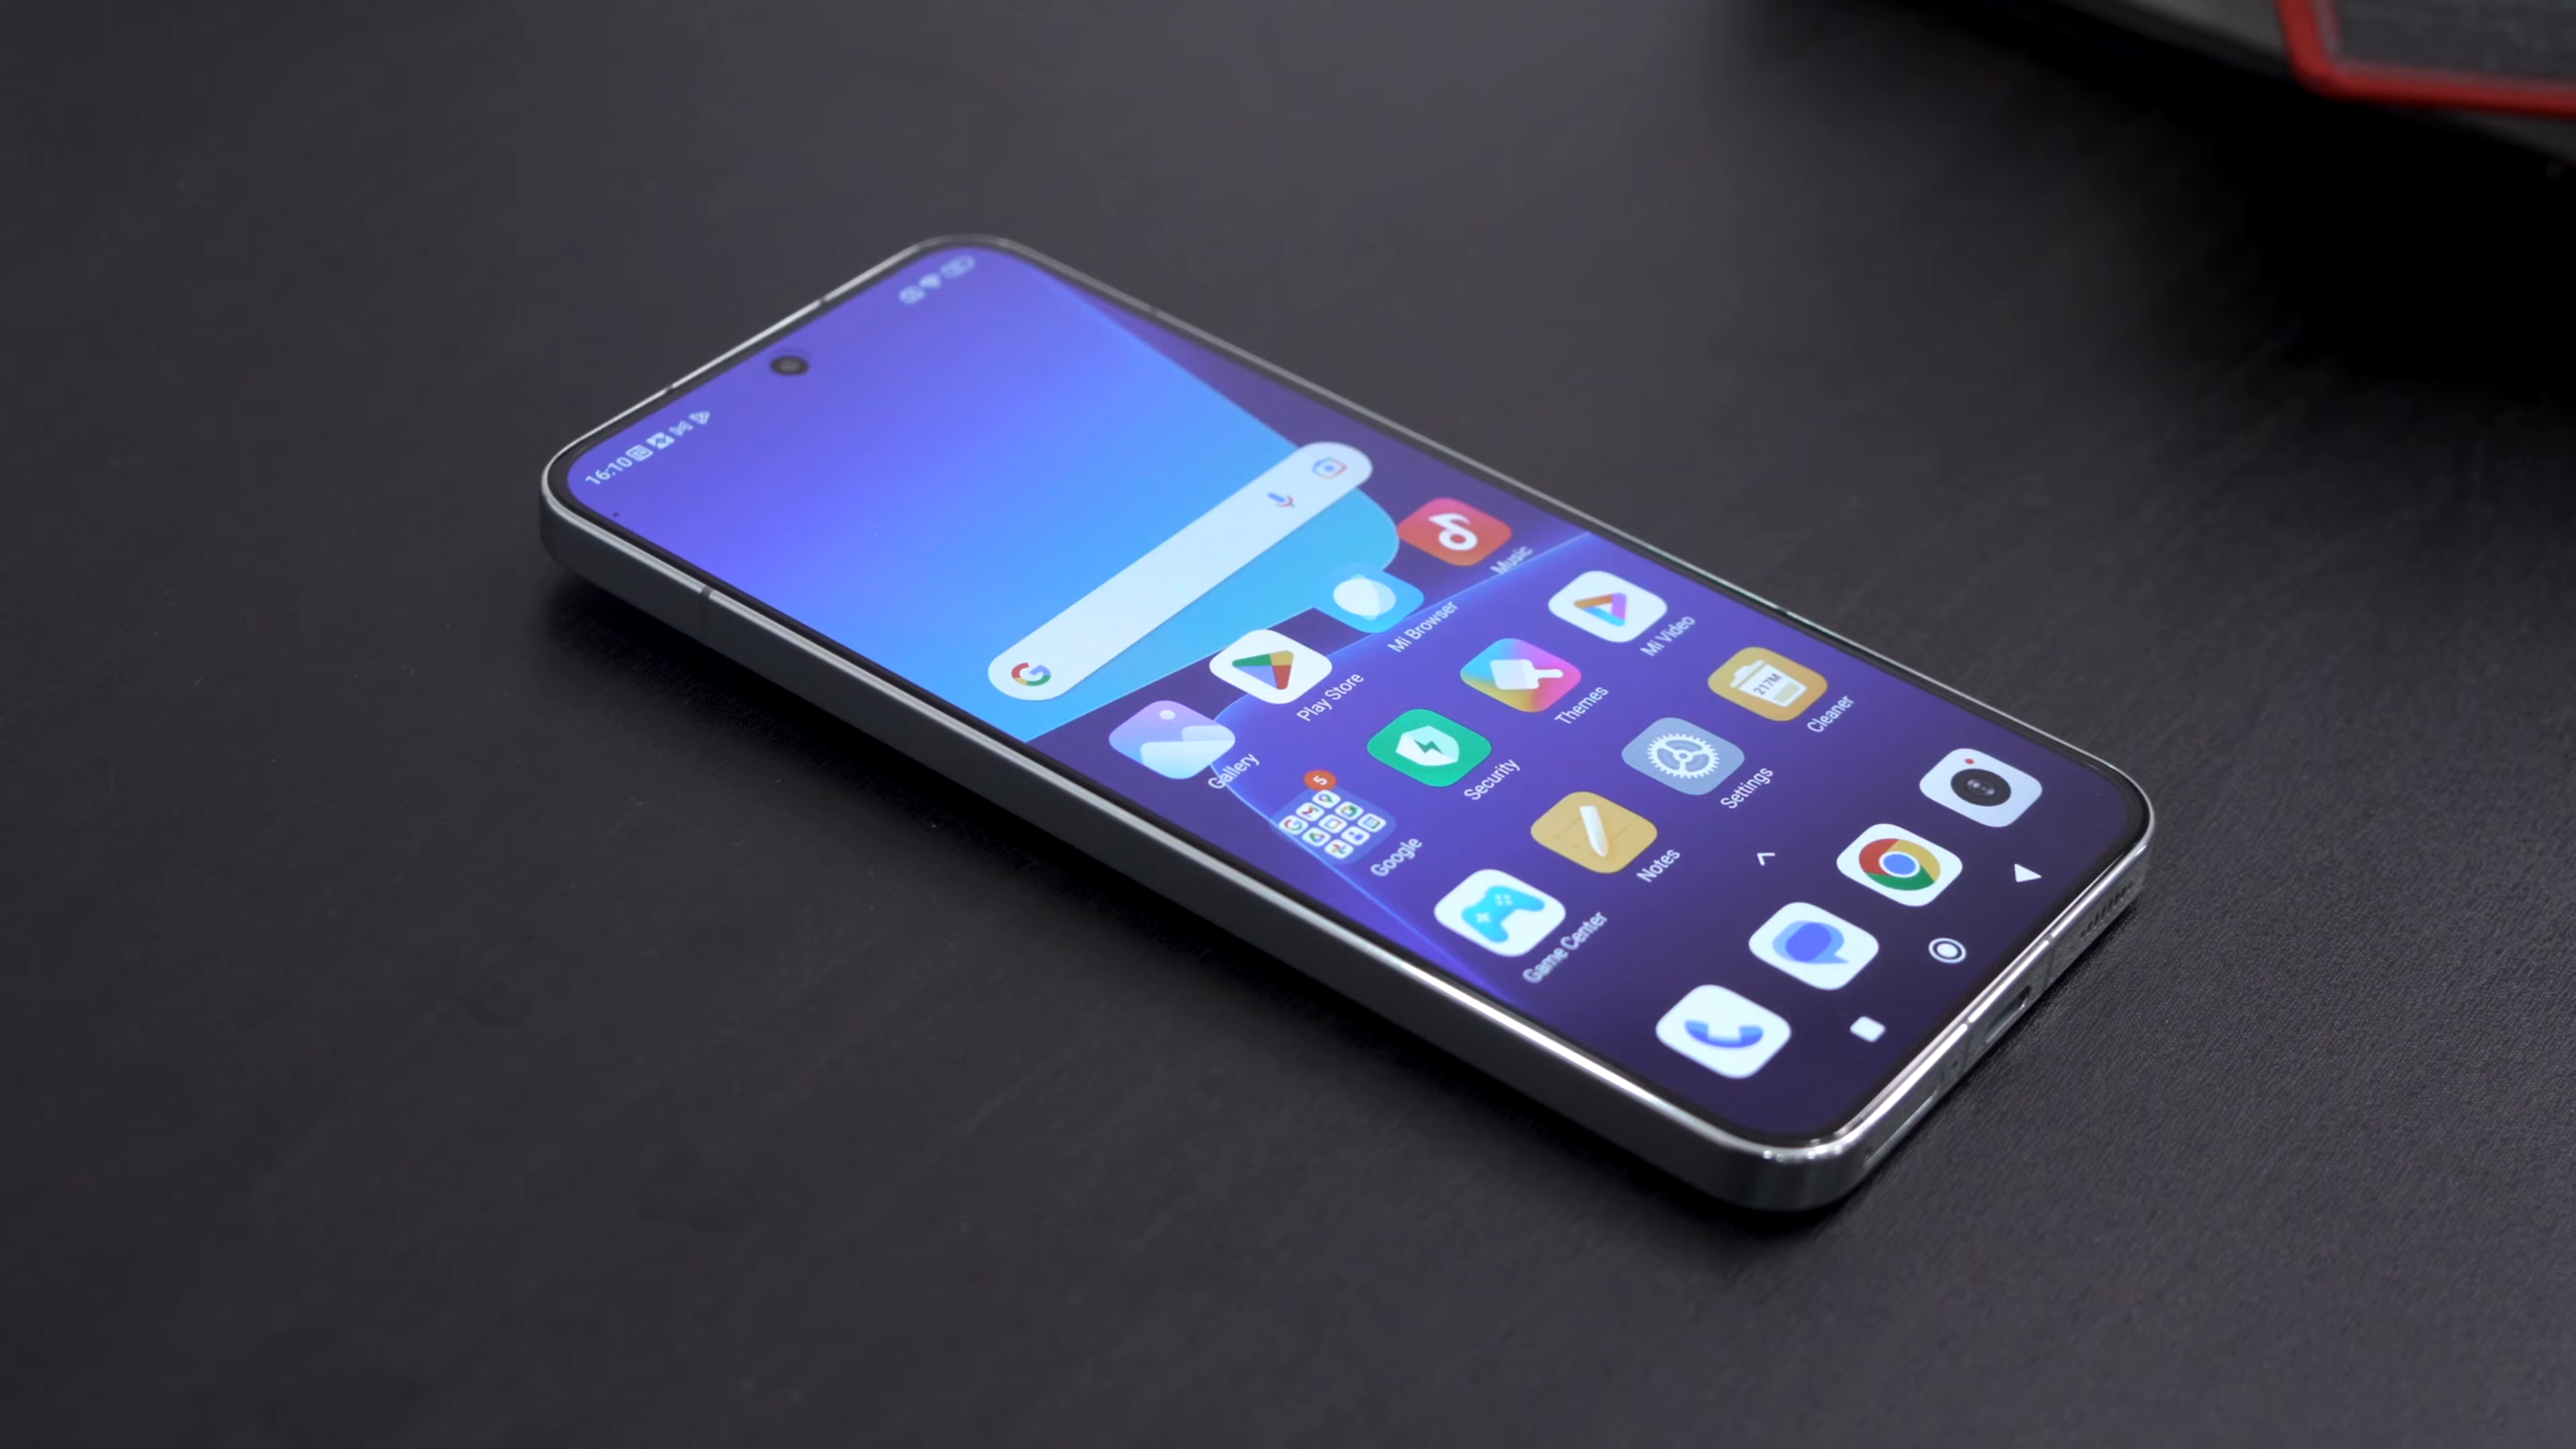 16:10
Gallery Play Store Mi Browser Music
5
Google Security Themes Mi Video
217M
Game Center Notes Settings Cleaner